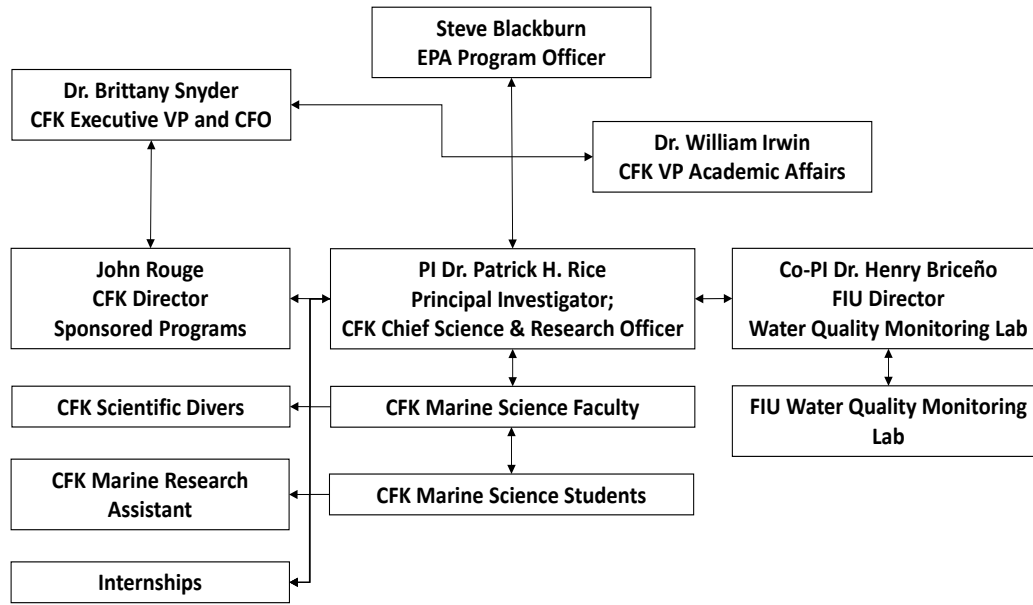 Steve Blackburn
EPA Program Officer
Dr. Brittany Snyder
CFK Executive VP and CFO
Dr. William Irwin
CFK VP Academic Affairs
John Rouge
CFK Director
Sponsored Programs
PI Dr. Patrick H. Rice
Principal Investigator;
CFK Chief Science & Research Officer
Co-PI Dr. Henry Briceño
FIU Director
Water Quality Monitoring Lab
CFK Scientific Divers
CFK Marine Science Faculty
FIU Water Quality Monitoring
Lab
CFK Marine Research
Assistant
CFK Marine Science Students
Internships